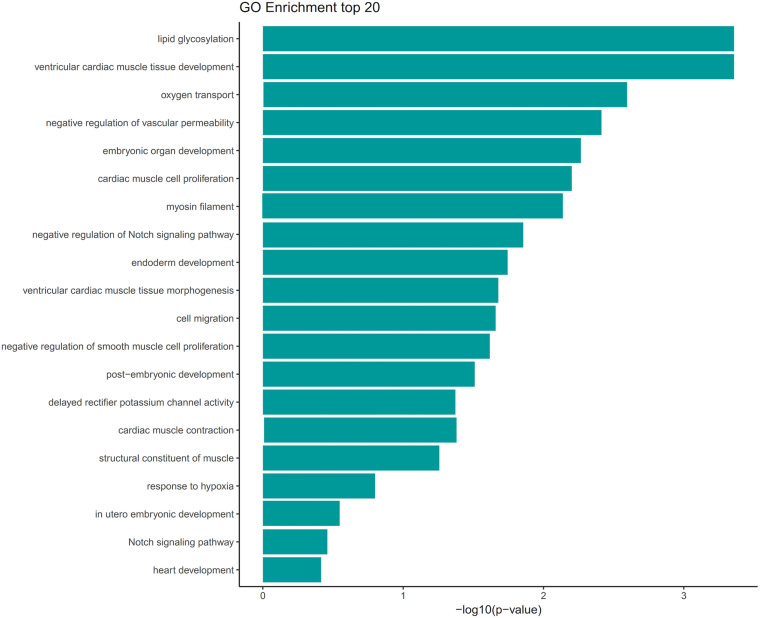 GO Enrichment top 20
lipid glycosylation
ventricular cardiac muscle tissue development
oxygen transport
negative regulation of vascular permeability
embryonic organ development
cardiac muscle cell proliferation
myosin filament
negative regulation of Notch signaling pathway
endoderm development
ventricular cardiac muscle tissue morphogenesis
cell migration
negative regulation of smooth muscle cell proliferation
post−embryonic development
delayed rectifier potassium channel activity
cardiac muscle contraction
structural constituent of muscle
response to hypoxia
in utero embryonic development
Notch signaling pathway
heart development
0 1 2 3
−log10(p−value)